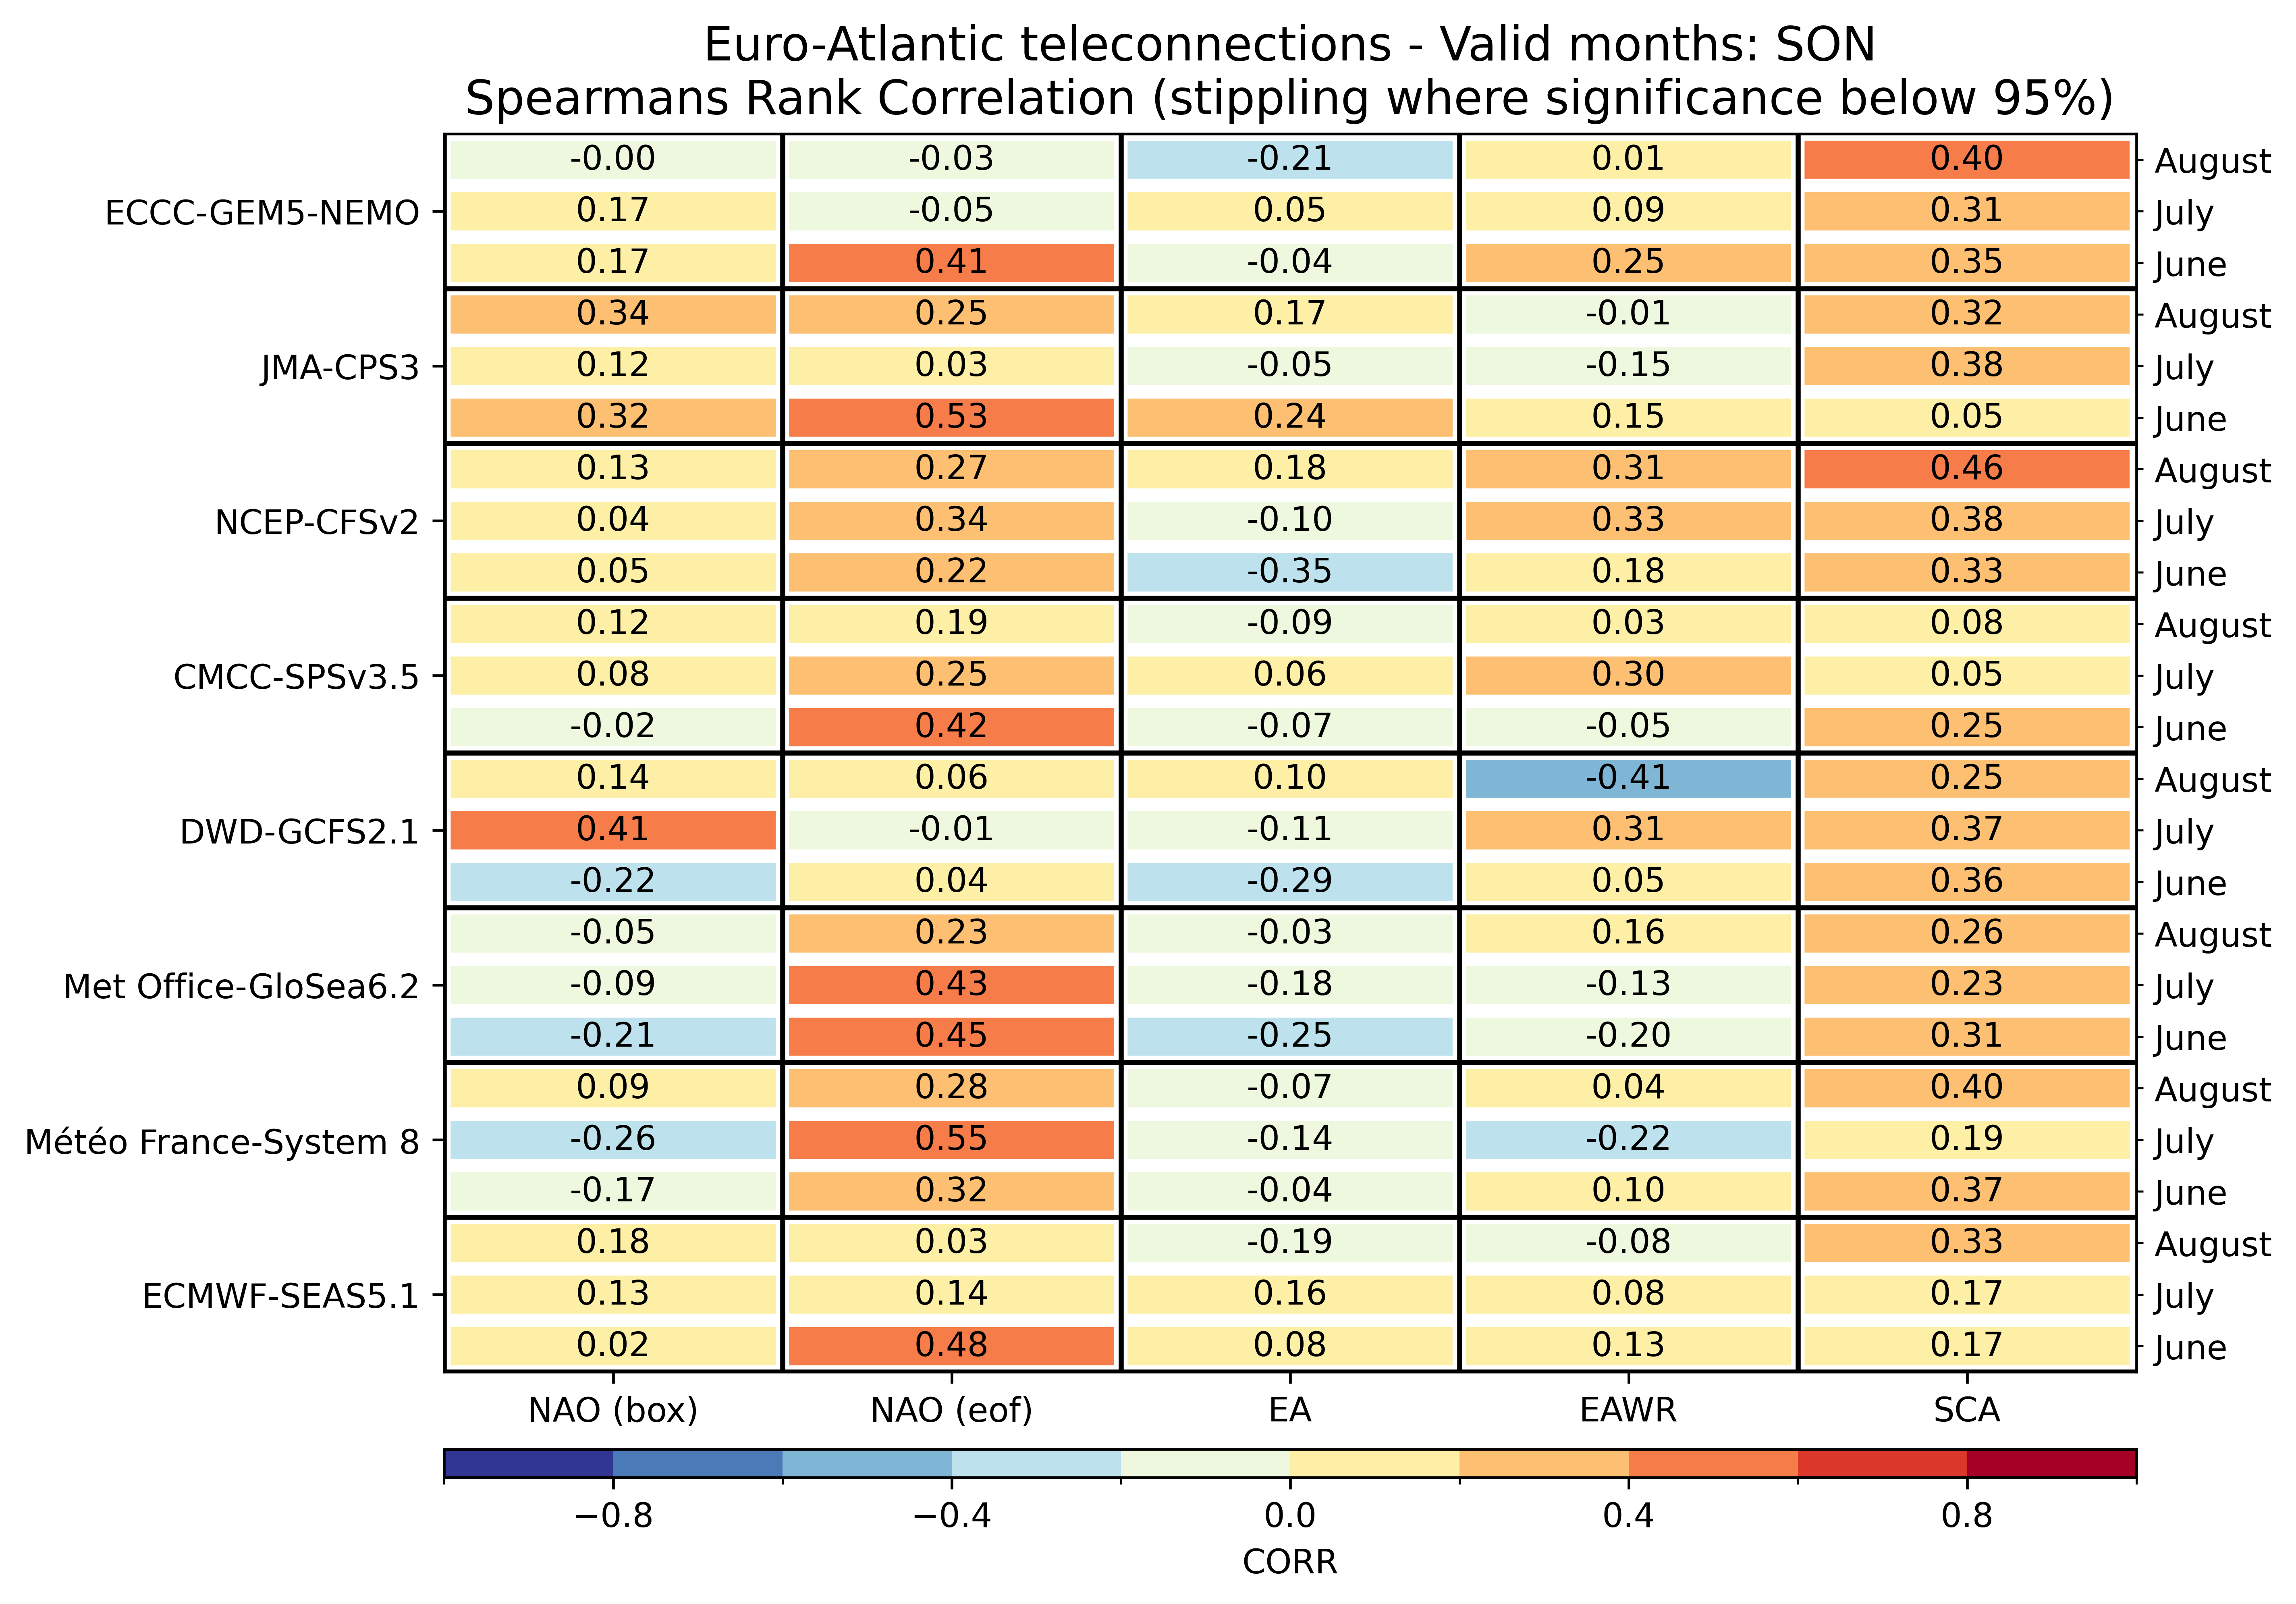 Euro-Atlantic teleconnections - Valid months: SON
Spearmans Rank Correlation (stippling where significance below 95%)
-0.00 -0.03 -0.21 0.01 0.40 August
ECCC-GEM5-NEMO 0.17 -0.05 0.05 0.09 0.31 July
0.17 0.41 -0.04 0.25 0.35 June
0.34 0.25 0.17 -0.01 0.32 August
JMA-CPS3 0.12 0.03 -0.05 -0.15 0.38 July
0.32 0.53 0.24 0.15 0.05 June
0.13 0.27 0.18 0.31 0.46 August
NCEP-CFSv2 0.04 0.34 -0.10 0.33 0.38 July
0.05 0.22 -0.35 0.18 0.33 June
0.12 0.19 -0.09 0.03 0.08 August
CMCC-SPSv3.5 0.08 0.25 0.06 0.30 0.05 July
-0.02 0.42 -0.07 -0.05 0.25 June
0.14 0.06 0.10 -0.41 0.25 August
DWD-GCFS2.1 0.41 -0.01 -0.11 0.31 0.37 July
-0.22 0.04 -0.29 0.05 0.36 June
-0.05 0.23 -0.03 0.16 0.26 August
Met Office-GloSea6.2 -0.09 0.43 -0.18 -0.13 0.23 July
-0.21 0.45 -0.25 -0.20 0.31 June
0.09 0.28 -0.07 0.04 0.40 August
Météo France-System 8 -0.26 0.55 -0.14 -0.22 0.19 July
-0.17 0.32 -0.04 0.10 0.37 June
0.18 0.03 -0.19 -0.08 0.33 August
ECMWF-SEAS5.1 0.13 0.14 0.16 0.08 0.17 July
0.02 0.48 0.08 0.13 0.17 June
NAO (box) NAO (eof) EA EAWR SCA
−0.8 −0.4 0.0 0.4 0.8
CORR